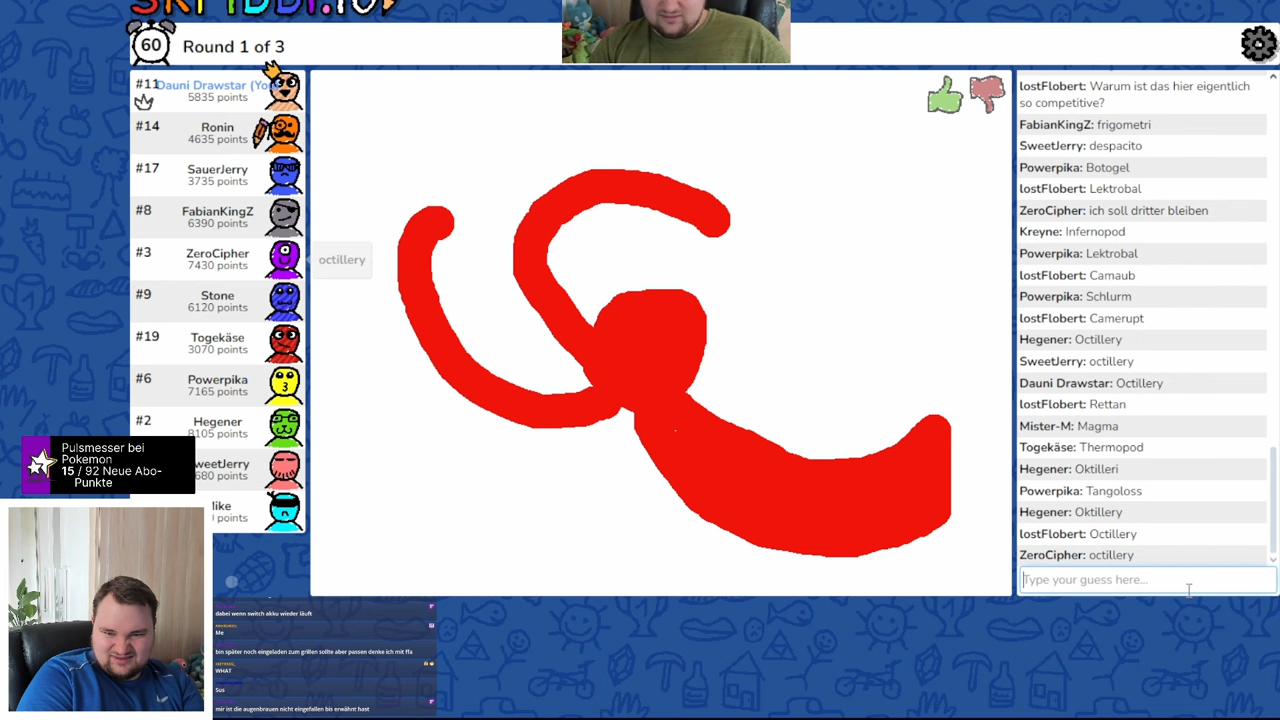 SKRIBBL.IO
60
Round 1 of 3
#11
Dauni Drawstar (You)
5835 points
#14
Ronin
4635 points
#17
SauerJerry
3735 points
#8
FabianKingZ
6390 points
#3
ZeroCipher
7430 points
#9
Stone
6120 points
#19
Togekäse
3070 points
#6
Powerpika
7165 points
#2
Hegener
8105 points
weetJerry
680 points
like
points
octillery
lostFlobert: Warum ist das hier eigentlich
so competitive?
FabianKingZ: frigometri
SweetJerry: despacito
Powerpika: Botogel
lostFlobert: Lektrobal
ZeroCipher: ich soll dritter bleiben
Kreyne: Infernopod
Powerpika: Lektrobal
lostFlobert: Camaub
Powerpika: Schlurm
lostFlobert: Camerupt
Hegener: Octillery
SweetJerry: octillery
Dauni Drawstar: Octillery
lostFlobert: Rettan
Mister-M: Magma
Togekäse: Thermopod
Hegener: Oktilleri
Powerpika: Tangoloss
Hegener: Oktillery
lostFlobert: Octillery
ZeroCipher: octillery
Type your guess here...
Pulsmesser bei
Pokemon
15 / 92 Neue Abo-
Punkte
dabei wenn switch akku wieder läuft
Me
bin später noch eingeladen zum grillen sollte aber passen denke ich mit ffa
WHAT
Sus
mir ist die augenbrauen nicht eingefallen bis erwähnt hast